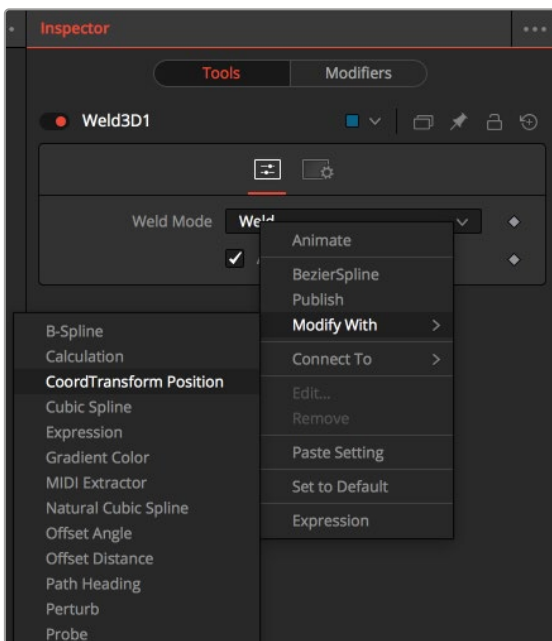 Inspector
Tools Modifiers
Weld3D1
Weld Mode Weld
Animate
BezierSpline
Publish
Modify With
Connect To
Edit...
Remove
Paste Setting
Set to Default
Expression
B-Spline
Calculation
CoordTransform Position
Cubic Spline
Expression
Gradient Color
MIDI Extractor
Natural Cubic Spline
Offset Angle
Offset Distance
Path Heading
Perturb
Probe